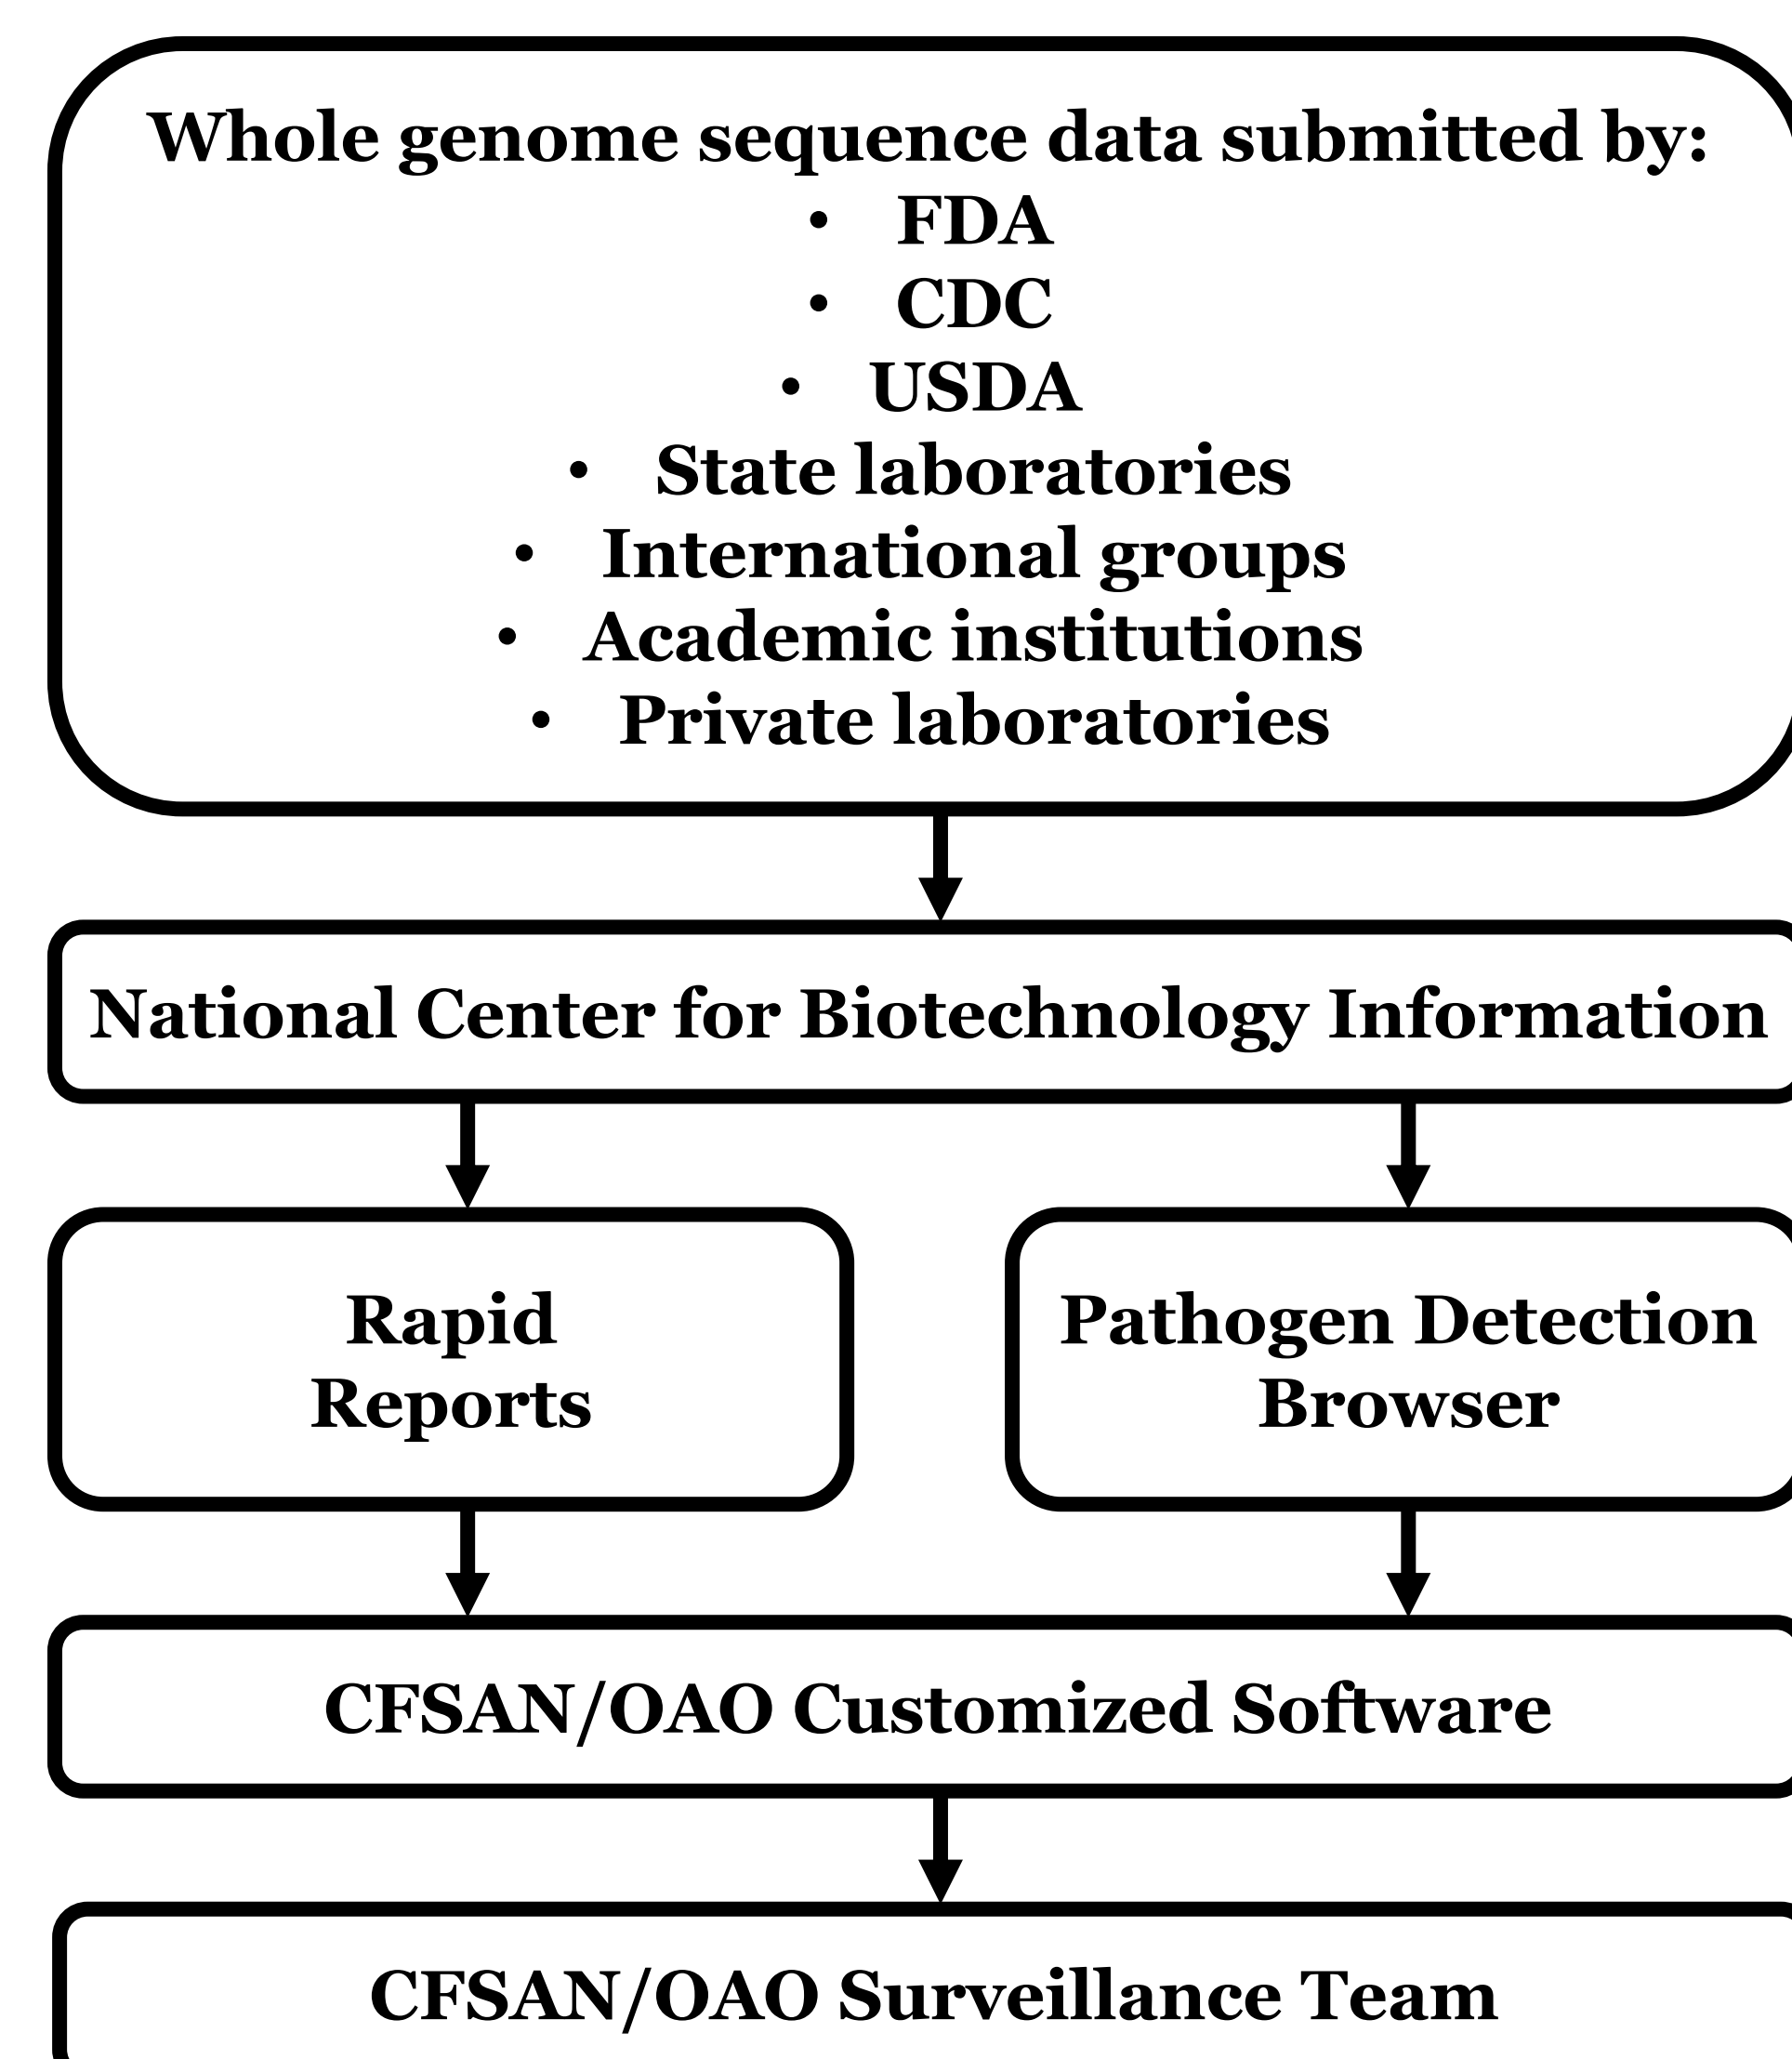 Whole genome sequence data submitted by:
• FDA
• CDC
• USDA
• State laboratories
• International groups
• Academic institutions
• Private laboratories
National Center for Biotechnology Information
Rapid
Reports
Pathogen Detection
Browser
CFSAN/OAO Customized Software
CFSAN/OAO Surveillance Team